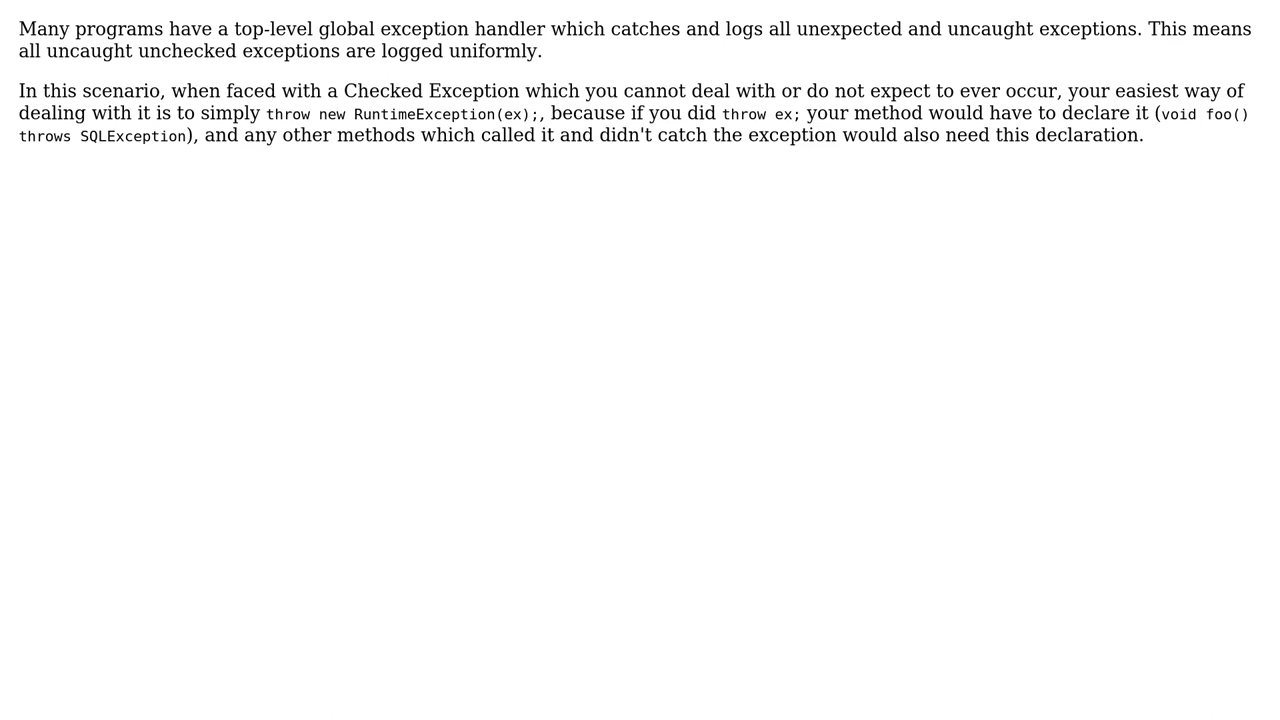 Many programs have a top-level global exception handler which catches and logs all unexpected and uncaught exceptions. This means
all uncaught unchecked exceptions are logged uniformly.
In this scenario, when faced with a Checked Exception which you cannot deal with or do not expect to ever occur, your easiest way of
dealing with it is to simply throw new RuntimeException(ex);, because if you did throw ex; your method would have to declare it (void foo()
throws SQLException), and any other methods which called it and didn't catch the exception would also need this declaration.